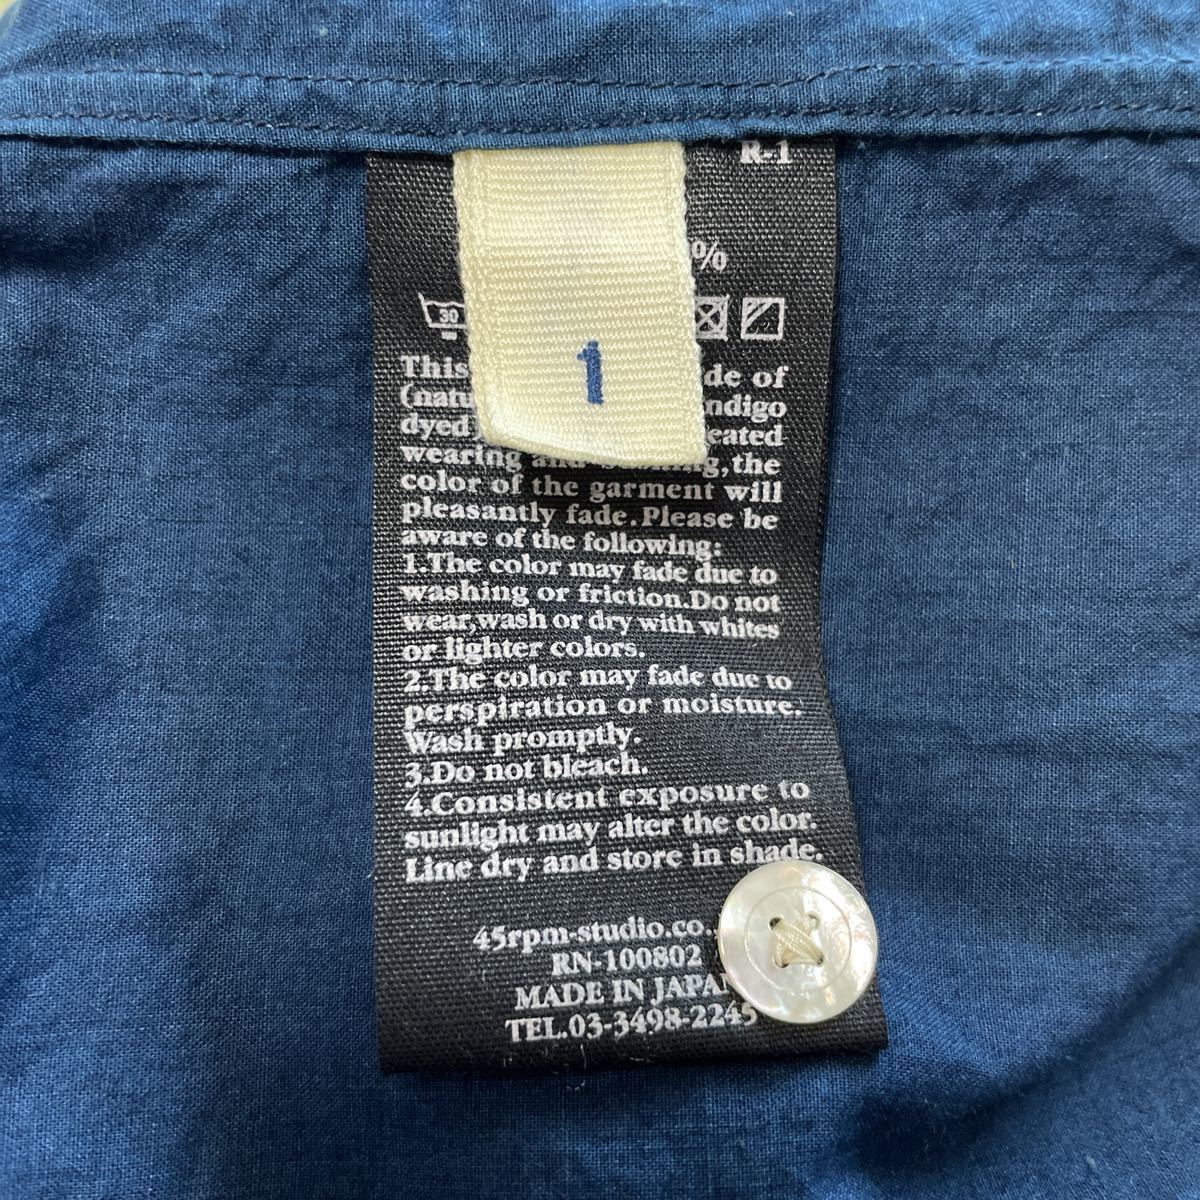 R-1
%
30
1
This de of
(natu ndigo
dyed eated
wearing and ,the
color of the garment will
pleasantly fade.Please be
aware of the following:
1.The color may fade due to
washing or friction.Do not
wear,wash or dry with whites
or lighter colors.
2.The color may fade due to
perspiration or moisture.
Wash promptly.
3.Do not bleach.
4.Consistent exposure to
sunlight may alter the color.
Line dry and store in shade.
45rpm-studio.co.
RN-100802
MADE IN JAPAN
TEL.03-3498-2245